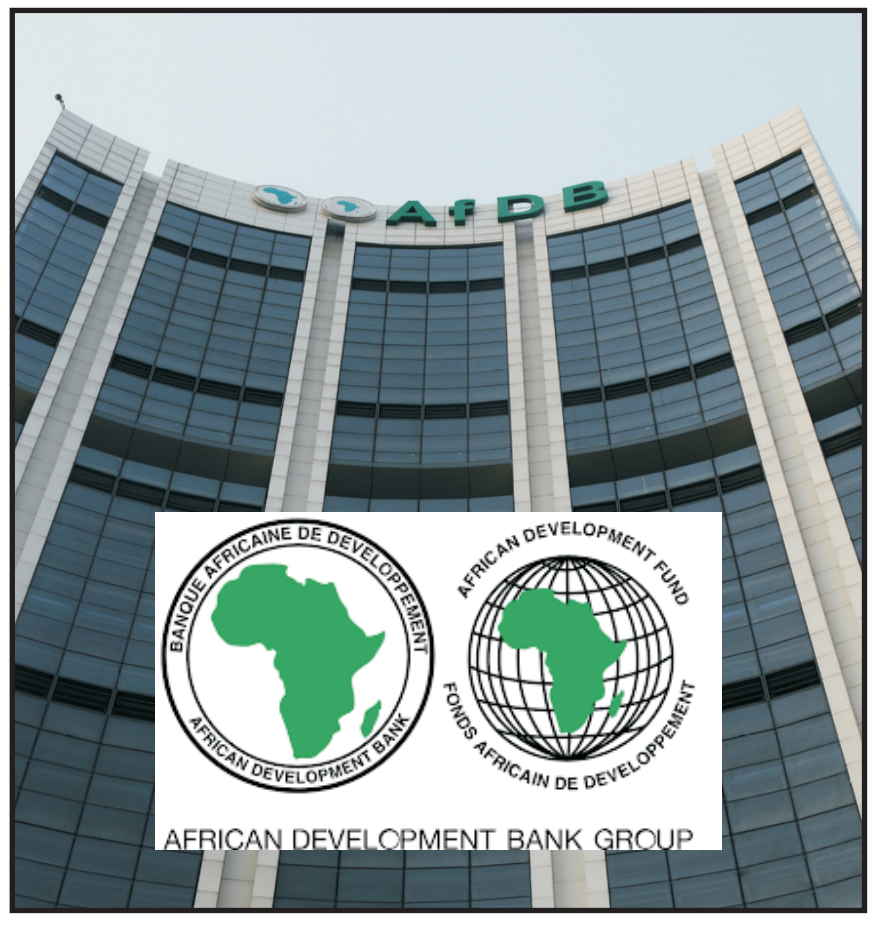 AfDB
BANQUE AFRICAINE DE DEVELOPPEMENT
AFRICAN DEVELOPMENT BANK
AFRICAN DEVELOPMENT FUND
FONDS AFRICAIN DE DEVELOPPEMENT
AFRICAN DEVELOPMENT BANK GROUP